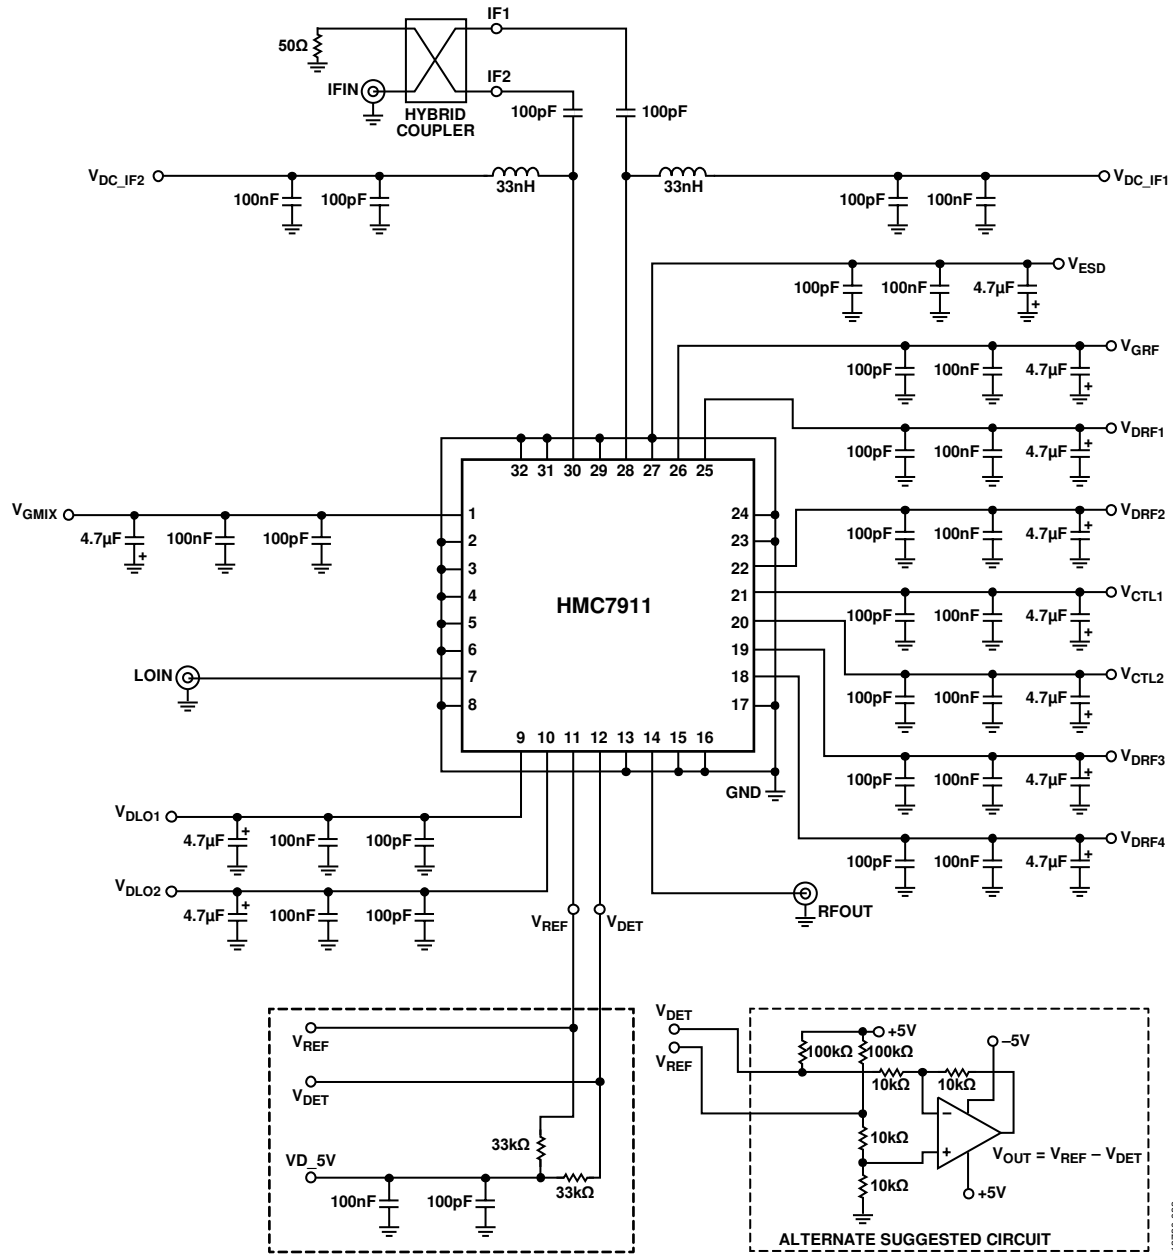 IF1
50Ω
IFIN
IF2
HYBRID
COUPLER
100pF
100pF
VDC_IF2
33nH
33nH
VDC_IF1
100nF
100pF
100pF
100nF
VESD
100pF
100nF
4.7µF
+
VGRF
100pF
100nF
4.7µF
+
VDRF1
100pF
100nF
4.7µF
+
32 31 30 29 28 27 26 25
VGMIX
4.7µF
+
100nF
100pF
1
2
3
4
5
6
7
8
24
23
22
21
20
19
18
17
HMC7911
VDRF2
100pF
100nF
4.7µF
+
VCTL1
100pF
100nF
4.7µF
+
LOIN
VCTL2
100pF
100nF
4.7µF
+
9 10 11 12 13 14 15 16
GND
VDRF3
100pF
100nF
4.7µF
+
VDLO1
4.7µF
+
100nF
100pF
VDRF4
100pF
100nF
4.7µF
+
VDLO2
4.7µF
+
100nF
100pF
VREF
VDET
RFOUT
VREF
VDET
33kΩ
VD_5V
33kΩ
100nF
100pF
VDET
VREF
+5V
–5V
100kΩ
100kΩ
10kΩ
10kΩ
–
+
10kΩ
VOUT = VREF – VDET
10kΩ
+5V
ALTERNATE SUGGESTED CIRCUIT